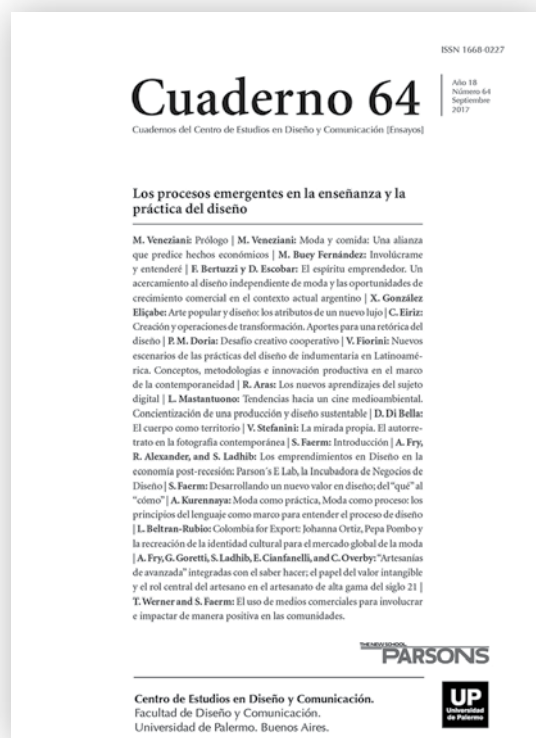 ISSN 1668-0227
Cuaderno 64
Año 18
Número 64
Septiembre
2017
Cuadernos del Centro de Estudios en Diseño y Comunicación [Ensayos]
Los procesos emergentes en la enseñanza y la
práctica del diseño
M. Veneziani: Prólogo | M. Veneziani: Moda y comida: Una alianza
que predice hechos económicos | M. Buey Fernández: Involúcrame
y entenderé | F. Bertuzzi y D. Escobar: El espíritu emprendedor. Un
acercamiento al diseño independiente de moda y las oportunidades de
crecimiento comercial en el contexto actual argentino | X. González
Eliçabe: Arte popular y diseño: los atributos de un nuevo lujo | C. Eiriz:
Creación y operaciones de transformación. Aportes para una retórica del
diseño | P. M. Doria: Desafío creativo cooperativo | V. Fiorini: Nuevos
escenarios de las prácticas del diseño de indumentaria en Latinoamé-
rica. Conceptos, metodologías e innovación productiva en el marco
de la contemporaneidad | R. Aras: Los nuevos aprendizajes del sujeto
digital | L. Mastantuono: Tendencias hacia un cine medioambiental.
Concientización de una producción y diseño sustentable | D. Di Bella:
El cuerpo como territorio | V. Stefanini: La mirada propia. El autorre-
trato en la fotografía contemporánea | S. Faerm: Introducción | A. Fry,
R. Alexander, and S. Ladhib: Los emprendimientos en Diseño en la
economía post-recesión: Parson´s E Lab, la Incubadora de Negocios de
Diseño | S. Faerm: Desarrollando un nuevo valor en diseño; del "qué" al
"cómo" | A. Kurennaya: Moda como práctica, Moda como proceso: los
principios del lenguaje como marco para entender el proceso de diseño
| L. Beltran-Rubio: Colombia for Export: Johanna Ortiz, Pepa Pombo y
la recreación de la identidad cultural para el mercado global de la moda
| A. Fry, G. Goretti, S. Ladhib, E. Cianfanelli, and C. Overby: "Artesanías
de avanzada" integradas con el saber hacer; el papel del valor intangible
y el rol central del artesano en el artesanato de alta gama del siglo 21 |
T. Werner and S. Faerm: El uso de medios comerciales para involucrar
e impactar de manera positiva en las comunidades.
THE NEW SCHOOL
PARSONS
Centro de Estudios en Diseño y Comunicación.
Facultad de Diseño y Comunicación.
Universidad de Palermo. Buenos Aires.
UP
Universidad
de Palermo